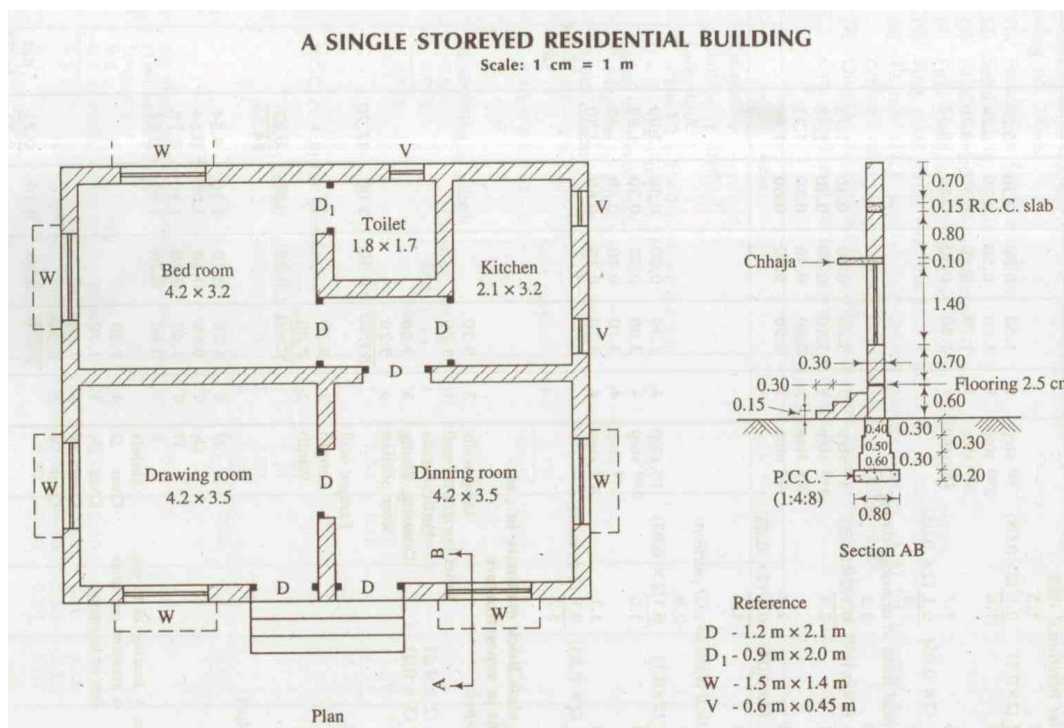 A SINGLE STOREYED RESIDENTIAL BUILDING
Scale: 1 cm = 1 m
W
V
D1
Toilet
1.8 × 1.7
V
W
Bed room
4.2 × 3.2
Kitchen
2.1 × 3.2
D
D
V
D
W
Drawing room
4.2 × 3.5
D
Dinning room
4.2 × 3.5
W
B
D
D
W
W
A
Plan
0.70
0.15 R.C.C. slab
0.80
Chhaja
0.10
1.40
0.30
0.70
0.30
Flooring 2.5 cm
0.15
0.60
0.40
0.30
0.50
0.30
0.60
0.30
P.C.C.
(1:4:8)
0.20
0.80
Section AB
Reference
D - 1.2 m × 2.1 m
D1 - 0.9 m × 2.0 m
W - 1.5 m × 1.4 m
V - 0.6 m × 0.45 m